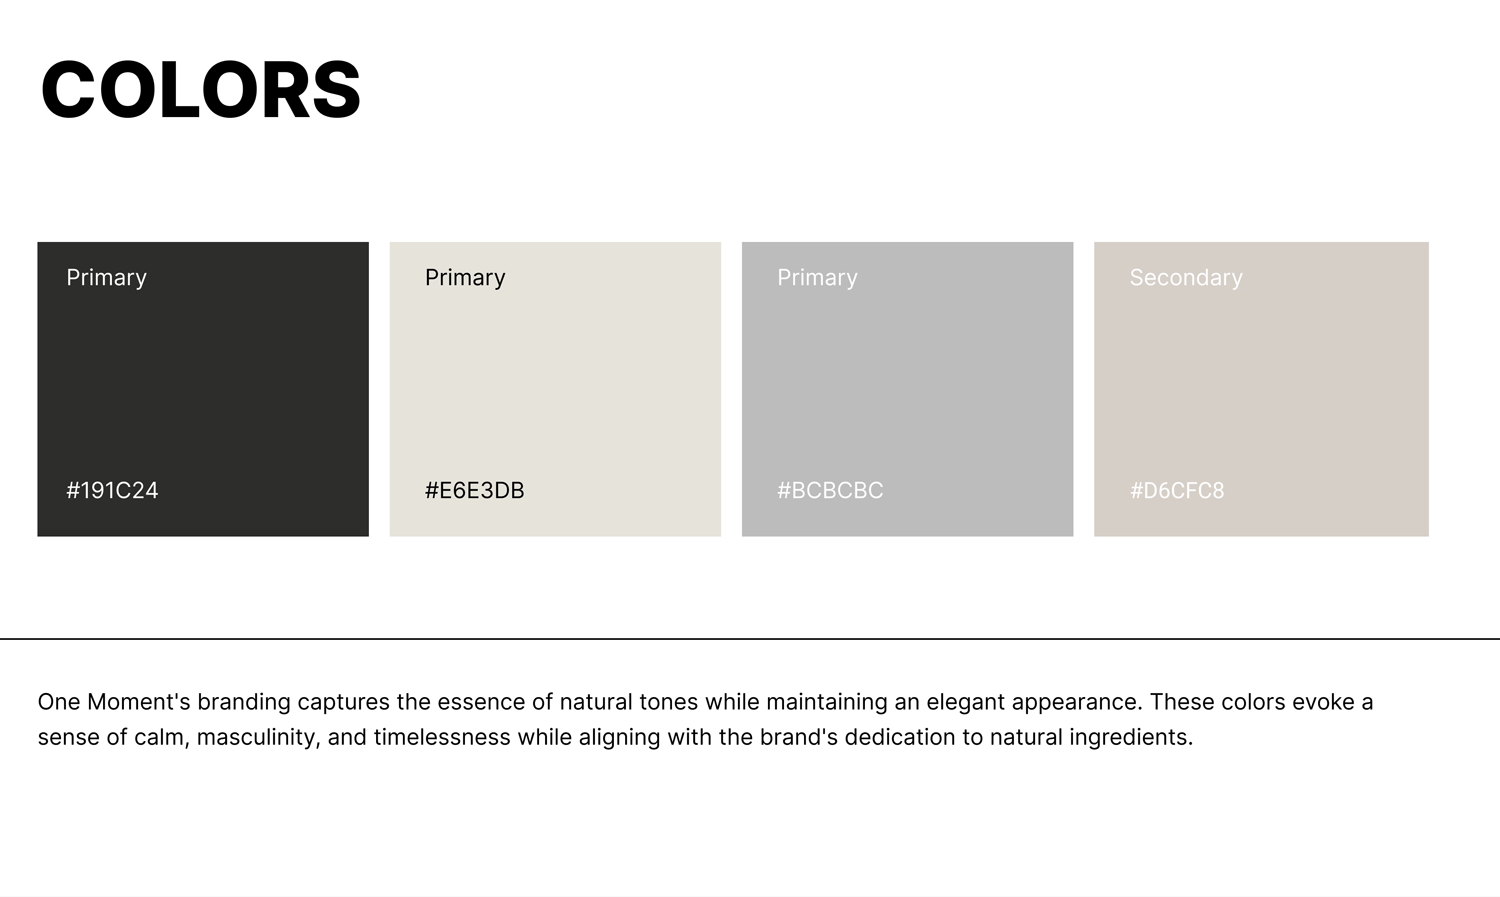 COLORS
Primary
Primary
Primary
Secondary
#191C24
#E6E3DB
#BCBCBC
#D6CFC8
One Moment's branding captures the essence of natural tones while maintaining an elegant appearance. These colors evoke a
sense of calm, masculinity, and timelessness while aligning with the brand's dedication to natural ingredients.